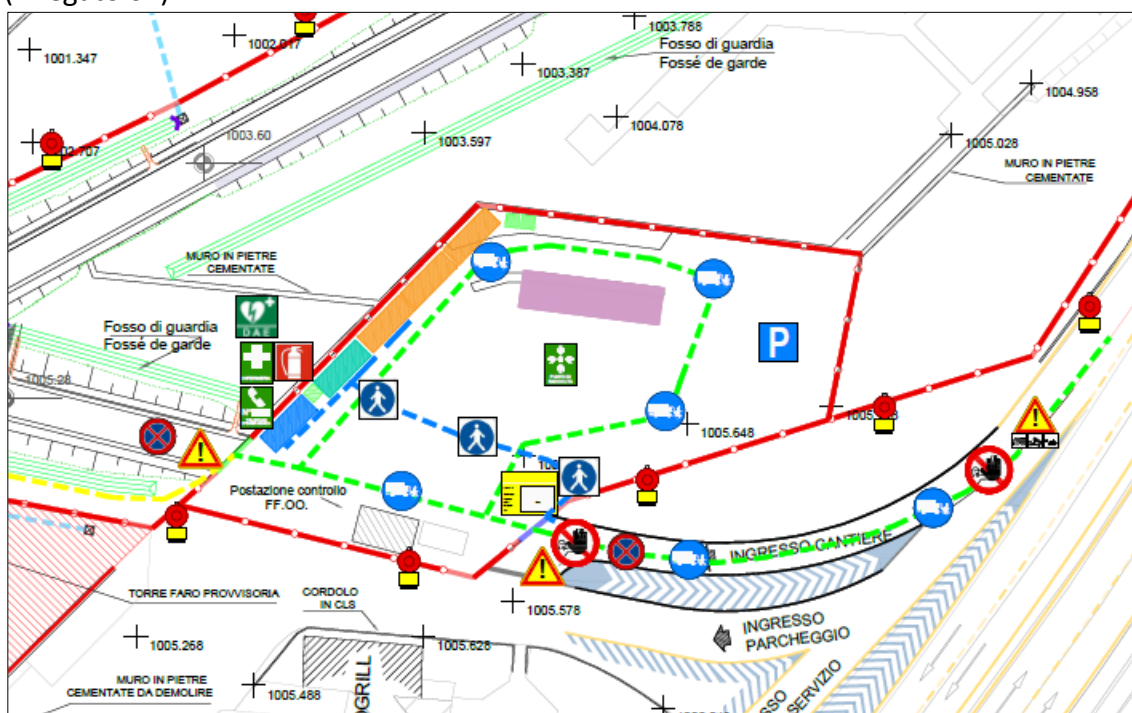 1003.788
1002.017
Fosso di guardia
Fossé de garde
1001.347
1003.387
1004.958
1004.078
1003.60
1003.597
1005.028
MURO IN PIETRE
CEMENTATE
MURO IN PIETRE
CEMENTATE
DAE
Fosso di guardia
Fossé de garde
P
1005.28
1005.648
Postazione controllo
FF.OO.
INGRESSO CANTIERE
TORRE FARO PROVVISORIA
CORDOLO
IN CLS
1005.578
INGRESSO
PARCHEGGIO
1005.268
1005.628
MURO IN PIETRE
CEMENTATE DA DEMOLIRE
1005.488
OGRILL
SERVIZIO